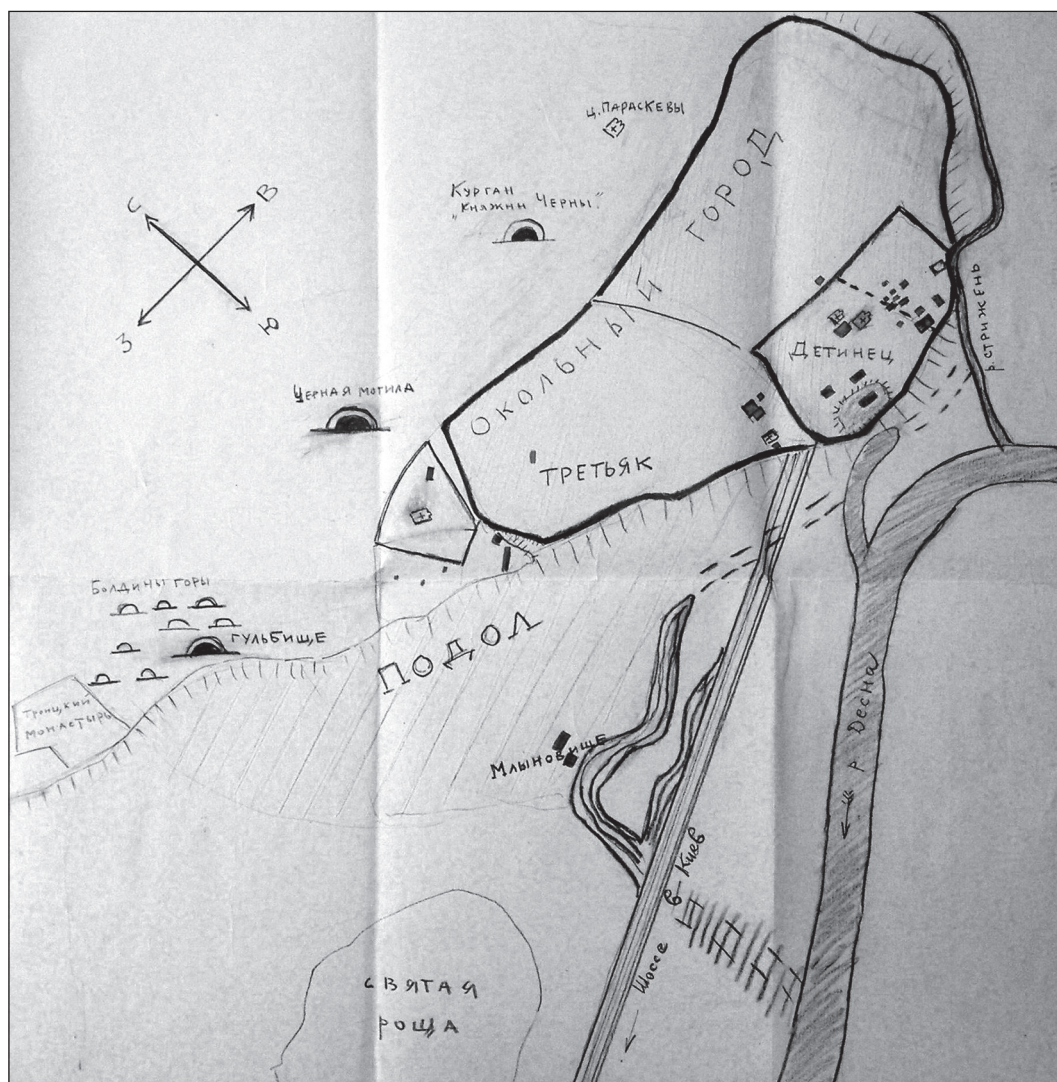 ц. Параскевы
Курган
„Княжны Черны“
С
В
З
Ю
Окольный
город
р. Стрижень
Детинец
Черная могила
Третьяк
Болдины горы
Гульбище
Подол
Троицкий
монастырь
Млыновище
р Десна
Шоссе в Киев
Святая
роща